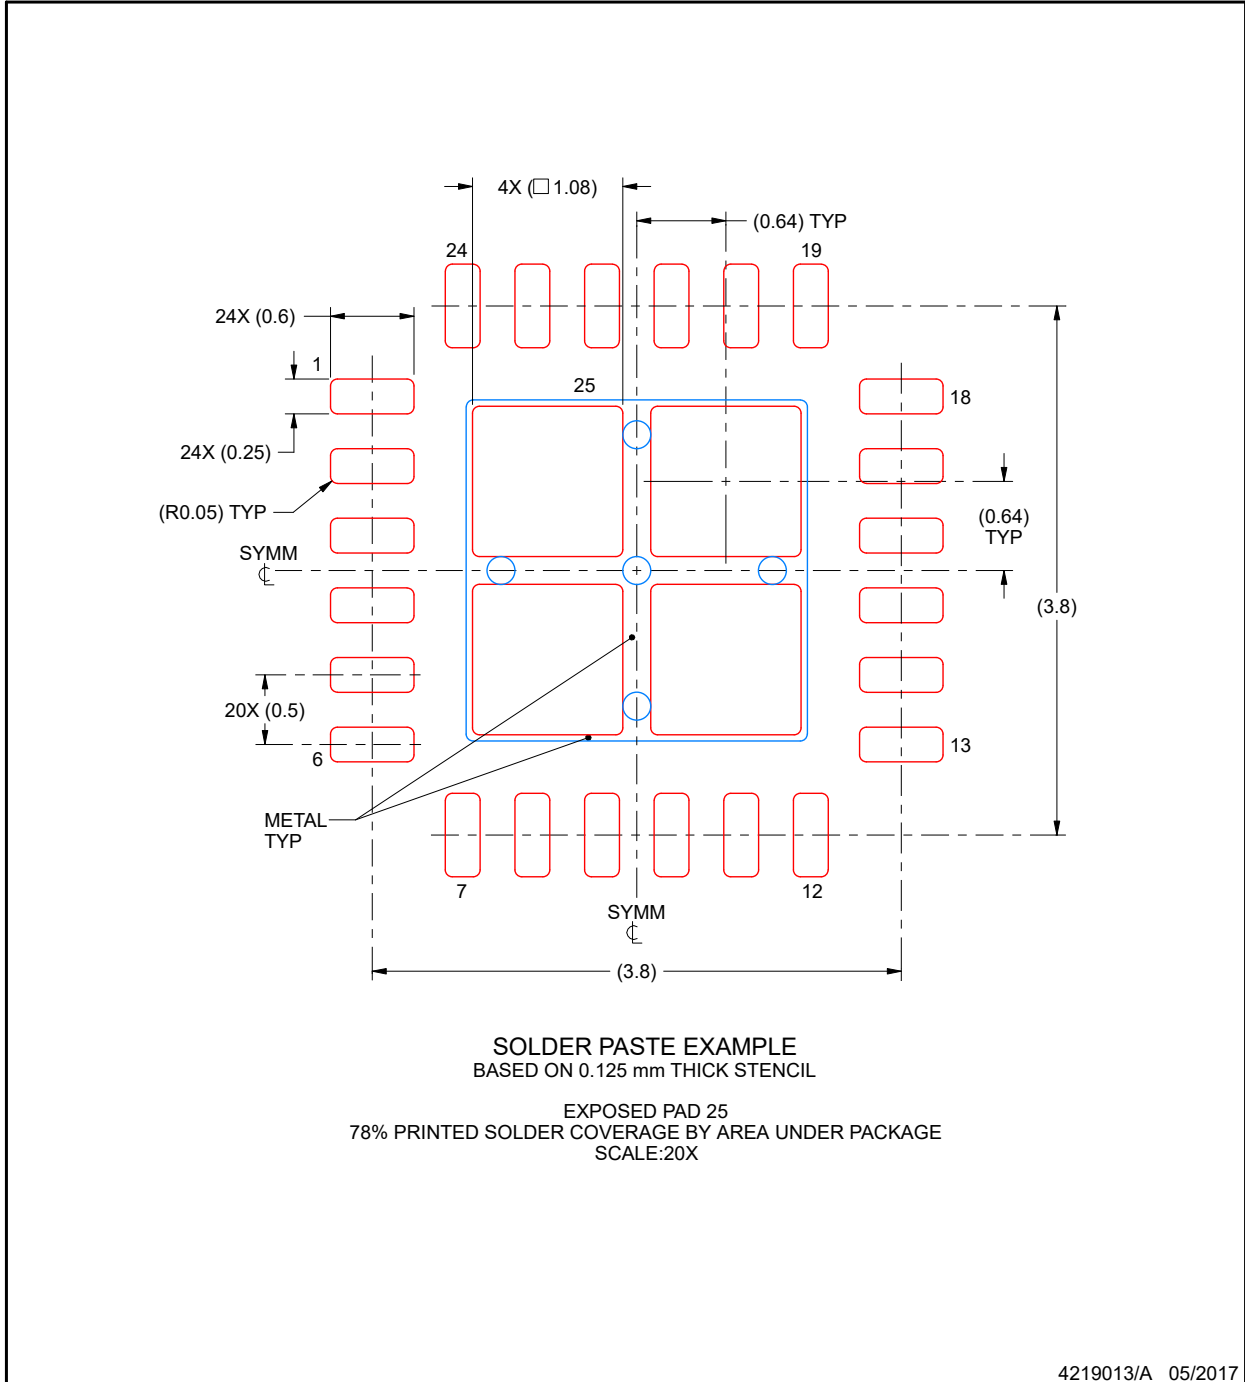 4X (□ 1.08)
(0.64) TYP
24
19
24X (0.6)
1
25
18
24X (0.25)
(R0.05) TYP
(0.64)
TYP
SYMM
℄
(3.8)
20X (0.5)
6
13
METAL
TYP
7
12
SYMM
℄
(3.8)
SOLDER PASTE EXAMPLE
BASED ON 0.125 mm THICK STENCIL
EXPOSED PAD 25
78% PRINTED SOLDER COVERAGE BY AREA UNDER PACKAGE
SCALE:20X
4219013/A 05/2017